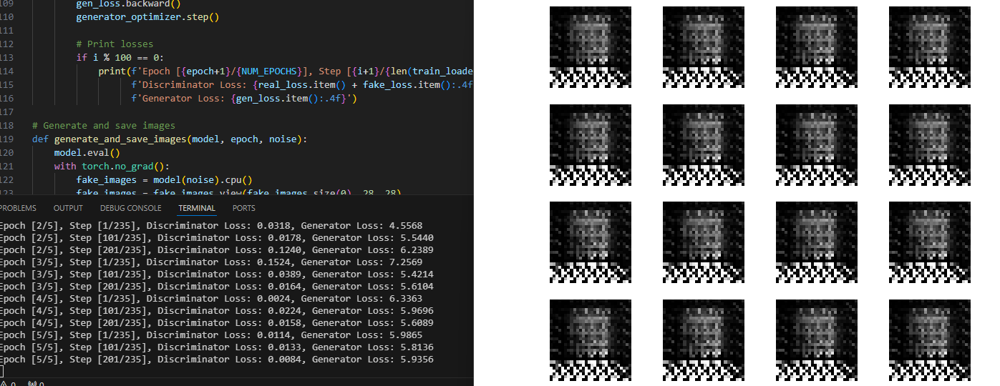 109 gen_loss.backward()
110 generator_optimizer.step()
111
112 # Print losses
113 if i % 100 == 0:
114 print(f'Epoch [{epoch+1}/{NUM_EPOCHS}], Step [{i+1}/{len(train_loade
115 f'Discriminator Loss: {real_loss.item() + fake_loss.item():.4f
116 f'Generator Loss: {gen_loss.item():.4f}')
117
118 # Generate and save images
119 def generate_and_save_images(model, epoch, noise):
120 model.eval()
121 with torch.no_grad():
122 fake_images = model(noise).cpu()
123 fake_images = fake_images.view(fake_images.size(0), 28, 28)
PROBLEMS OUTPUT DEBUG CONSOLE TERMINAL PORTS
Epoch [2/5], Step [1/235], Discriminator Loss: 0.0318, Generator Loss: 4.5568
Epoch [2/5], Step [101/235], Discriminator Loss: 0.0178, Generator Loss: 5.5440
Epoch [2/5], Step [201/235], Discriminator Loss: 0.1240, Generator Loss: 6.2389
Epoch [3/5], Step [1/235], Discriminator Loss: 0.1524, Generator Loss: 7.2569
Epoch [3/5], Step [101/235], Discriminator Loss: 0.0389, Generator Loss: 5.4214
Epoch [3/5], Step [201/235], Discriminator Loss: 0.0164, Generator Loss: 5.6104
Epoch [4/5], Step [1/235], Discriminator Loss: 0.0024, Generator Loss: 6.3363
Epoch [4/5], Step [101/235], Discriminator Loss: 0.0224, Generator Loss: 5.9696
Epoch [4/5], Step [201/235], Discriminator Loss: 0.0158, Generator Loss: 5.6089
Epoch [5/5], Step [1/235], Discriminator Loss: 0.0114, Generator Loss: 5.9865
Epoch [5/5], Step [101/235], Discriminator Loss: 0.0133, Generator Loss: 5.8136
Epoch [5/5], Step [201/235], Discriminator Loss: 0.0084, Generator Loss: 5.9356
0 0